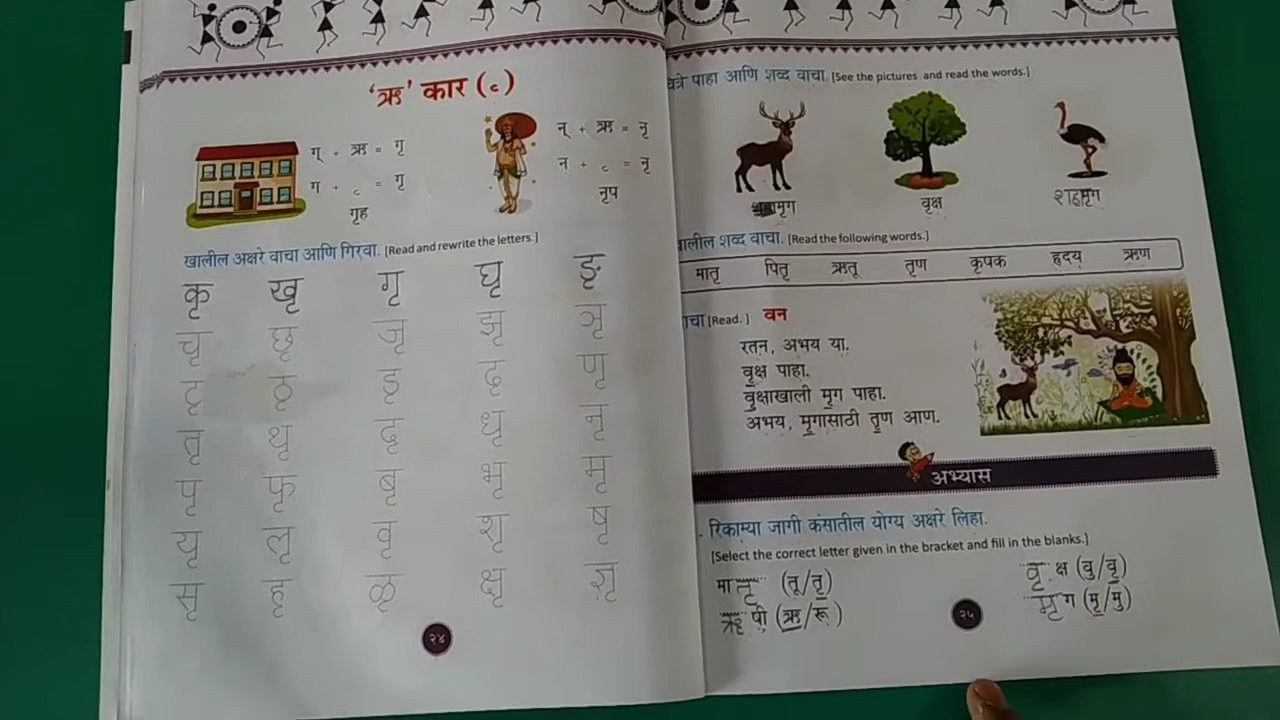 'ऋ' कार (ृ)
ग् + ऋ = गृ
ग + ृ = गृ
गृह
न् + ऋ = नृ
न + ृ = नृ
नृप
खालील अक्षरे वाचा आणि गिरवा. [Read and rewrite the letters.]
कृ खृ गृ घृ ङृ
चृ छृ जृ झृ ञृ
टृ ठृ डृ ढृ णृ
तृ थृ दृ धृ नृ
पृ फृ बृ भृ मृ
यृ लृ वृ शृ षृ
सृ हृ ळृ क्षृ ज्ञृ
२४
चित्रे पाहा आणि शब्द वाचा. [See the pictures and read the words.]
मृग वृक्ष शहामृग
खालील शब्द वाचा. [Read the following words.]
मातृ पितृ ऋतू तृण कृषक हृदय ऋण
वाचा [Read.] वन
रतन, अभय या.
वृक्ष पाहा.
वृक्षाखाली मृग पाहा.
अभय, मृगासाठी तृण आण.
अभ्यास
रिकाम्या जागी कंसातील योग्य अक्षरे लिहा.
[Select the correct letter given in the bracket and fill in the blanks.]
मातृ (तू/तृ) वृक्ष (वु/वृ)
ऋषी (ऋ/रू) मृग (मृ/मु)
२५